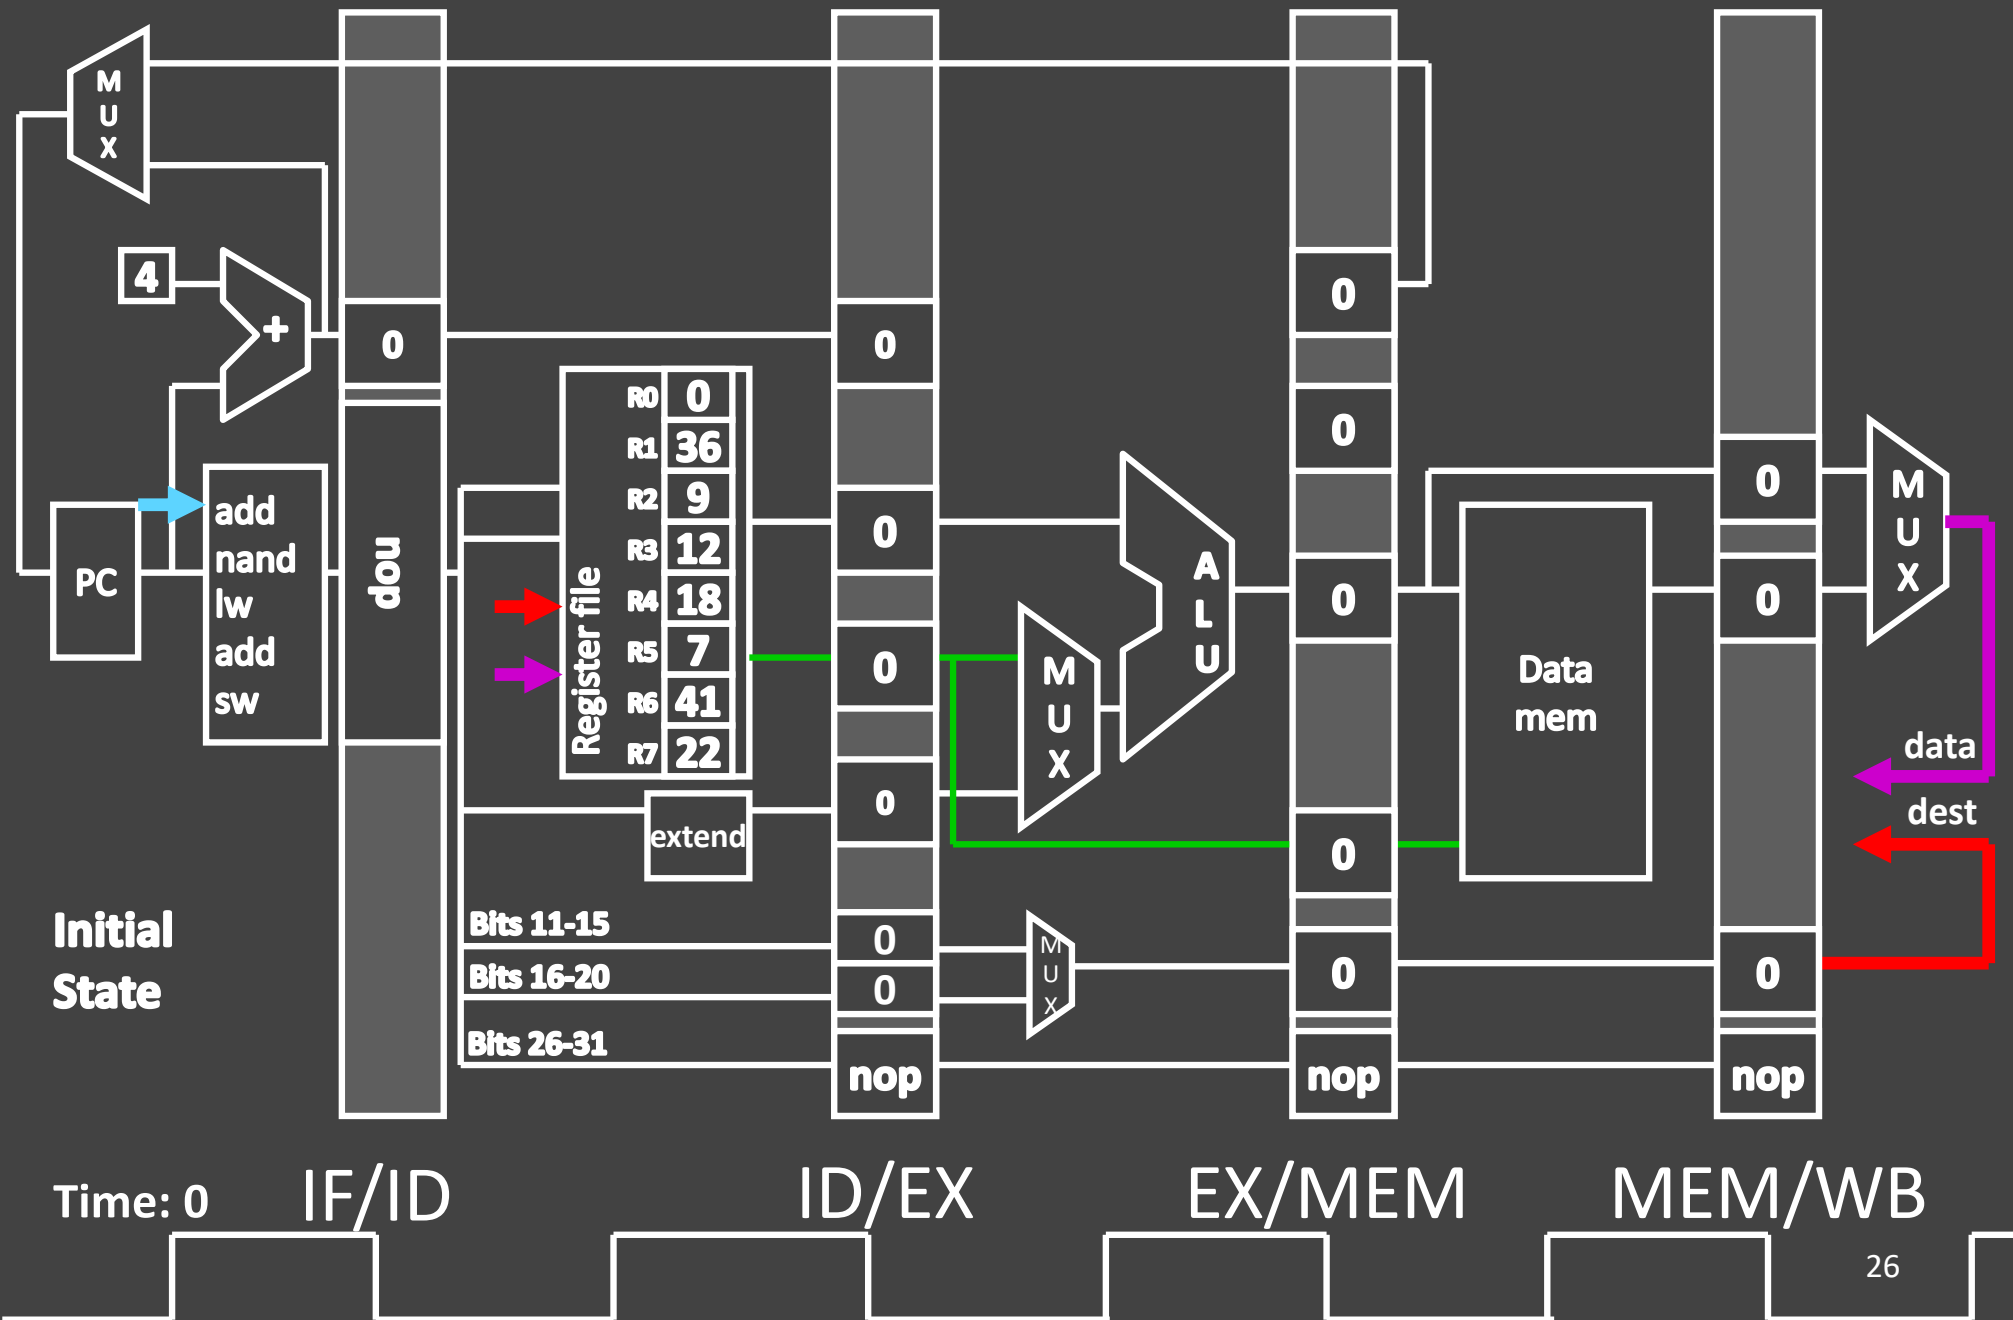 M
U
X
4
+
0
0
0
0
PC
add
nand
lw
add
sw
nop
Register file
R0 0
R1 36
R2 9
R3 12
R4 18
R5 7
R6 41
R7 22
extend
0
0
0
M
U
X
A
L
U
0
0
Data
mem
0
0
M
U
X
data
dest
Initial
State
Bits 11-15
Bits 16-20
Bits 26-31
0
0
M
U
X
0
0
nop
nop
nop
Time: 0
IF/ID
ID/EX
EX/MEM
MEM/WB
26